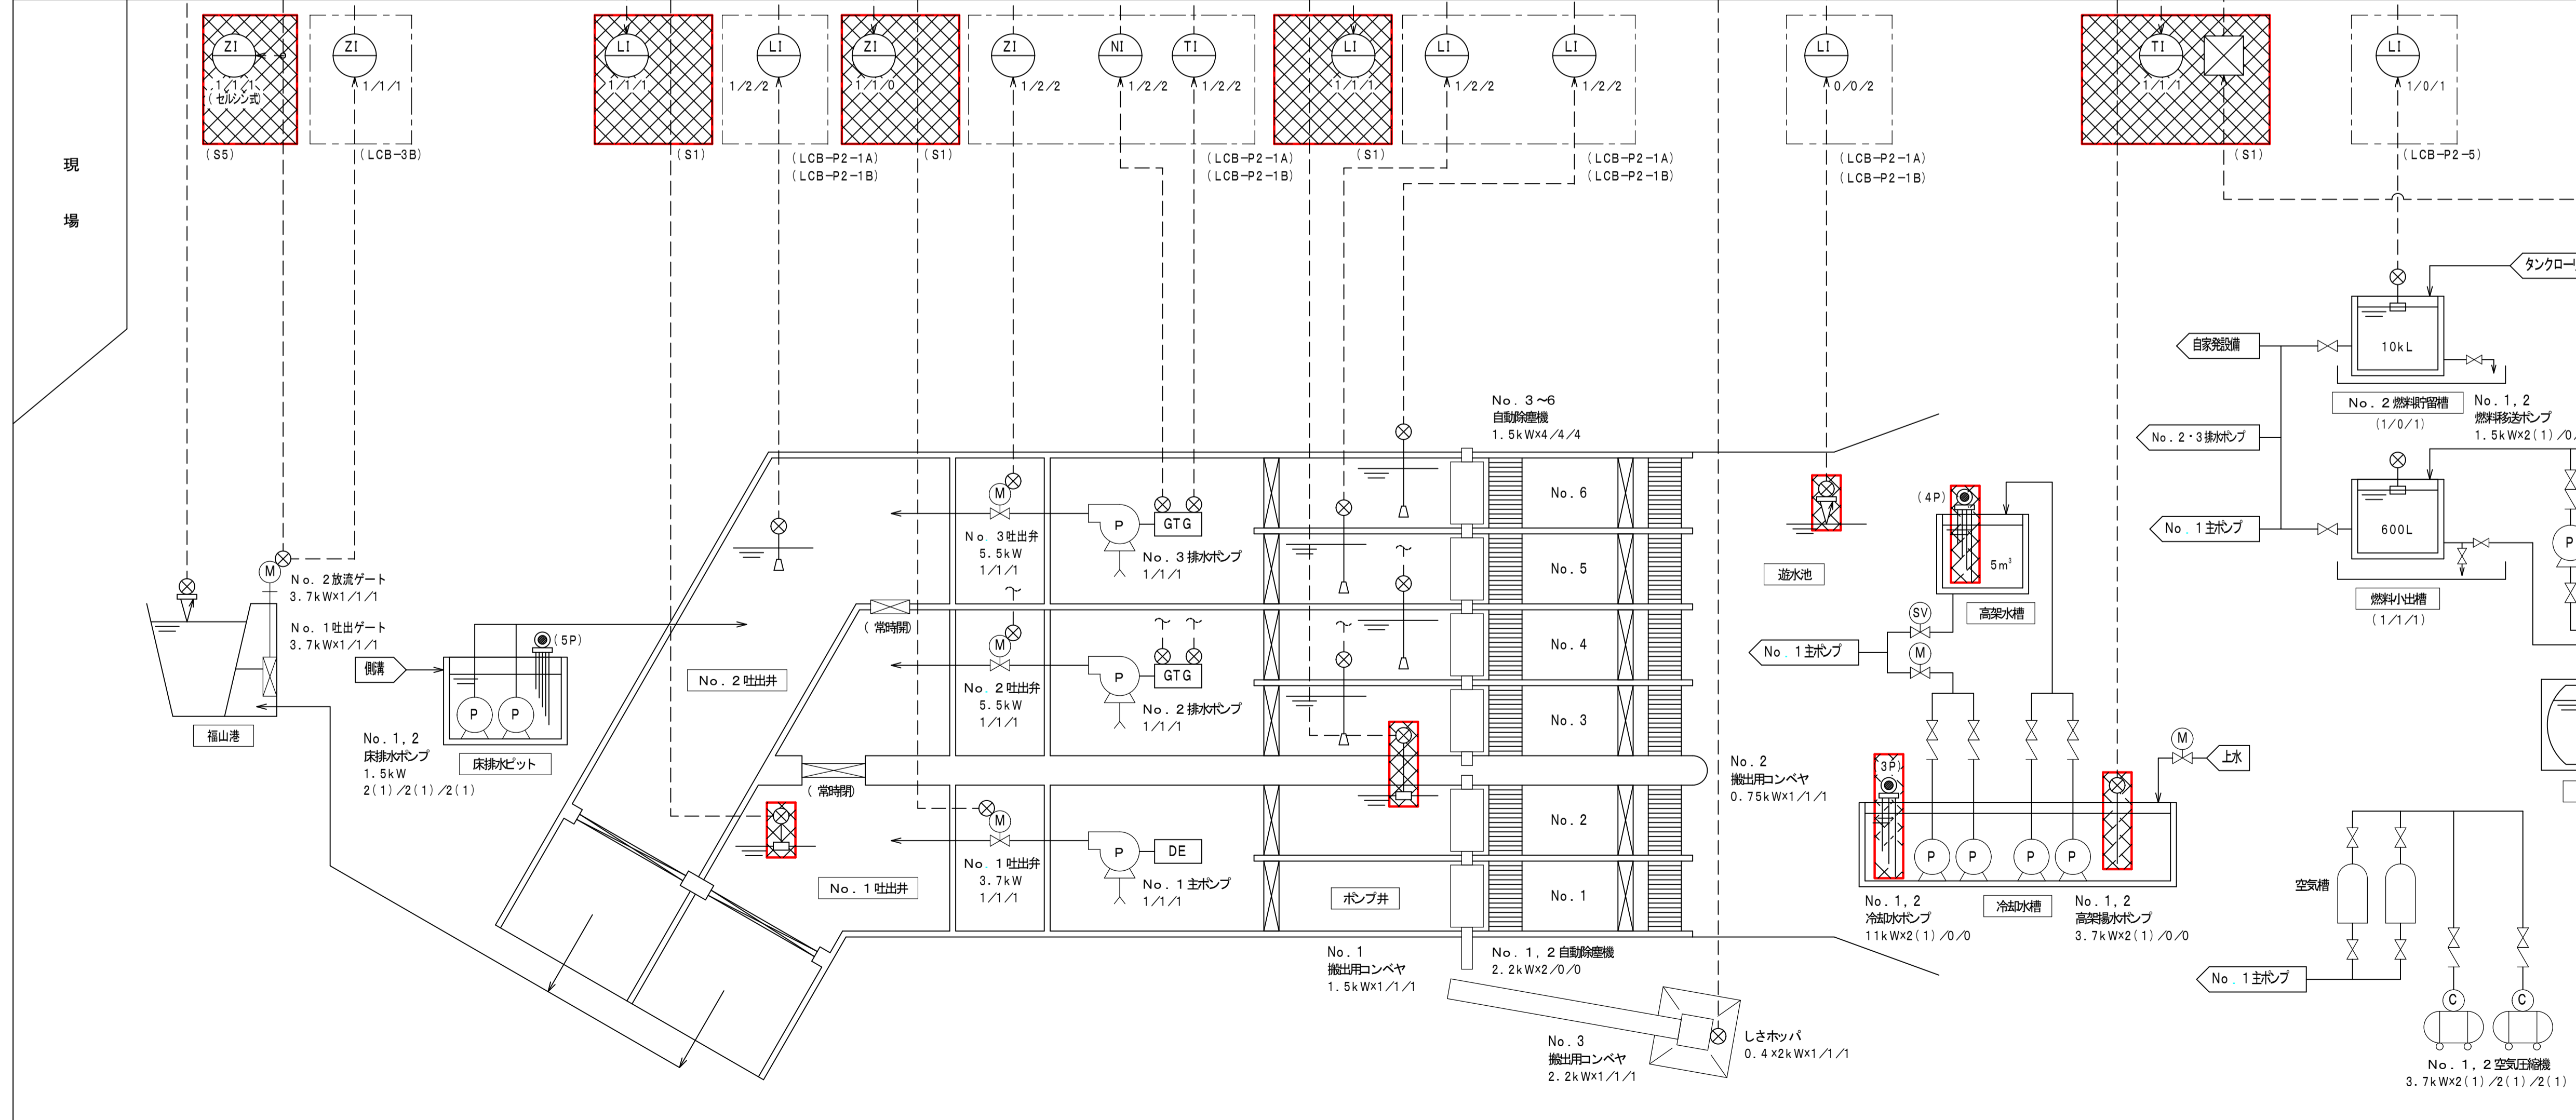 ZI
1/1/1
(セルシン式)
(S5)
ZI
1/1/1
(LCB-3B)
LI
1/1/1
(S1)
LI
1/2/2
(LCB-P2-1A)
(LCB-P2-1B)
ZI
1/1/0
(S1)
ZI
1/2/2
NI
1/2/2
TI
1/2/2
(LCB-P2-1A)
(LCB-P2-1B)
LI
1/1/1
(S1)
LI
1/2/2
LI
1/2/2
(LCB-P2-1A)
(LCB-P2-1B)
LI
0/0/2
(LCB-P2-1A)
(LCB-P2-1B)
TI
1/1/1
(S1)
LI
1/0/1
(LCB-P2-5)
現
場
自家発設備
10kL
No.2燃料貯留槽
(1/0/1)
No.1,2
燃料移送ポンプ
No.2・3排水ポンプ
No.1主ポンプ
600L
燃料小出槽
(1/1/1)
P
No.3～6
自動除塵機
1.5kW×4/4/4
No.6
No.5
No.4
No.3
No.2
No.1
M
No.3吐出弁
5.5kW
1/1/1
P
GTG
No.3排水ポンプ
1/1/1
M
No.2吐出弁
5.5kW
1/1/1
P
GTG
No.2排水ポンプ
1/1/1
M
No.1吐出弁
3.7kW
1/1/1
P
DE
No.1主ポンプ
1/1/1
(常時開)
(常時閉)
No.2吐出井
No.1吐出井
ポンプ井
M
No.2放流ゲート
3.7kW×1/1/1
No.1吐出ゲート
3.7kW×1/1/1
福山港
側溝
(5P)
P
P
No.1,2
床排水ポンプ
1.5kW
2(1)/2(1)/2(1)
床排水ピット
遊水池
(4P)
5m³
高架水槽
SV
M
No.1主ポンプ
No.2
搬出用コンベヤ
0.75kW×1/1/1
3P)
P
P
P
P
M
上水
No.1,2
冷却水ポンプ
11kW×2(1)/0/0
冷却水槽
No.1,2
高架揚水ポンプ
3.7kW×2(1)/0/0
No.1
搬出用コンベヤ
1.5kW×1/1/1
No.1,2自動除塵機
2.2kW×2/0/0
No.3
搬出用コンベヤ
2.2kW×1/1/1
しさホッパ
0.4×2kW×1/1/1
空気槽
No.1主ポンプ
C
C
No.1,2空気圧縮機
3.7kW×2(1)/2(1)/2(1)